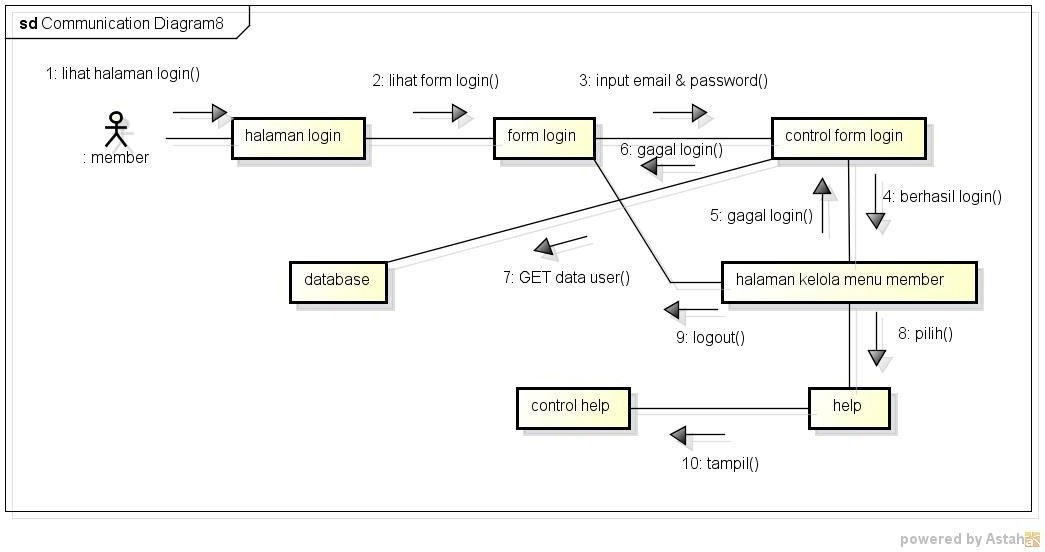 sd Communication Diagram8
1: lihat halaman login()
2: lihat form login()
3: input email & password()
halaman login
form login
control form login
: member
6: gagal login()
4: berhasil login()
5: gagal login()
database
7: GET data user()
halaman kelola menu member
9: logout()
8: pilih()
control help
help
10: tampil()
powered by Astah